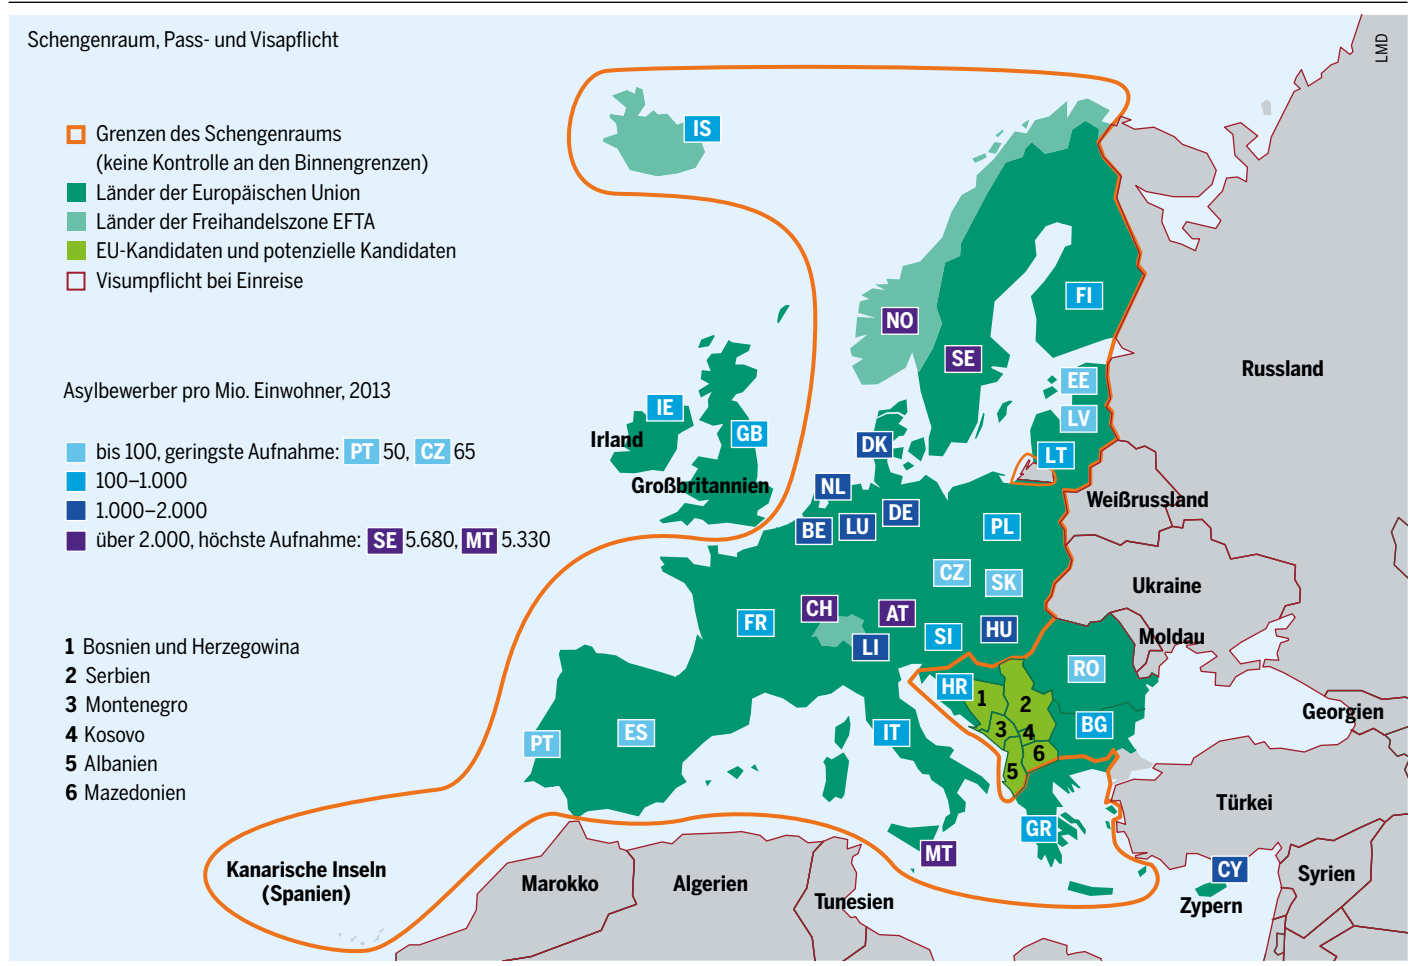 Schengenraum, Pass- und Visapflicht
LMD
Grenzen des Schengenraums
(keine Kontrolle an den Binnengrenzen)
Länder der Europäischen Union
Länder der Freihandelszone EFTA
EU-Kandidaten und potenzielle Kandidaten
Visumpflicht bei Einreise
Asylbewerber pro Mio. Einwohner, 2013
bis 100, geringste Aufnahme: PT 50, CZ 65
100–1.000
1.000–2.000
über 2.000, höchste Aufnahme: SE 5.680, MT 5.330
1 Bosnien und Herzegowina
2 Serbien
3 Montenegro
4 Kosovo
5 Albanien
6 Mazedonien
IS
NO
FI
SE
Russland
EE
LV
LT
IE
Irland
GB
Großbritannien
DK
NL
BE
LU
DE
PL
Weißrussland
CZ
SK
Ukraine
FR
CH
AT
LI
SI
HU
Moldau
RO
HR
1
2
3
4
5
6
BG
Georgien
PT
ES
IT
Türkei
GR
MT
CY
Zypern
Syrien
Kanarische Inseln
(Spanien)
Marokko
Algerien
Tunesien